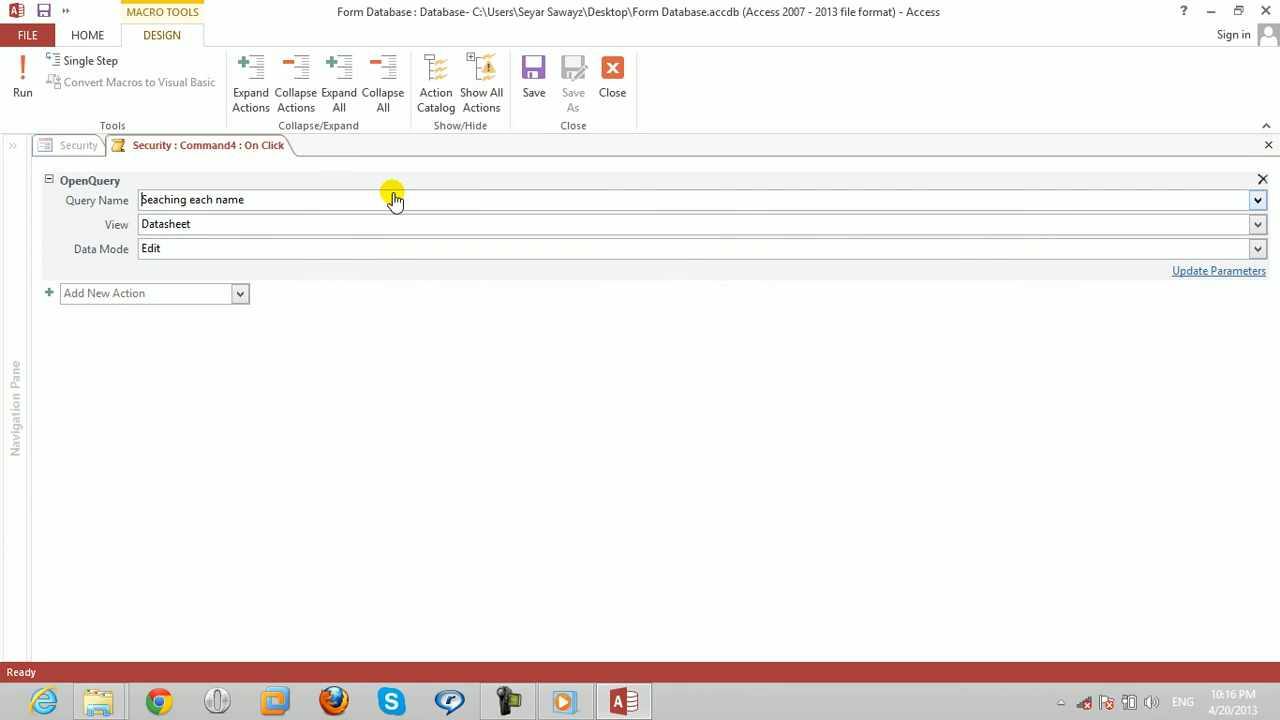 MACRO TOOLS
Form Database : Database- C:\Users\Seyar Sawayz\Desktop\Form Database.accdb (Access 2007 - 2013 file format) - Access
FILE
HOME
DESIGN
Sign in
Run
Single Step
Convert Macros to Visual Basic
Tools
Expand Actions
Collapse Actions
Expand All
Collapse All
Collapse/Expand
Action Catalog
Show All Actions
Show/Hide
Save
Save As
Close
Close
Security
Security : Command4 : On Click
OpenQuery
Query Name
Seaching each name
View
Datasheet
Data Mode
Edit
Update Parameters
Add New Action
Navigation Pane
Ready
ENG
10:16 PM
4/20/2013